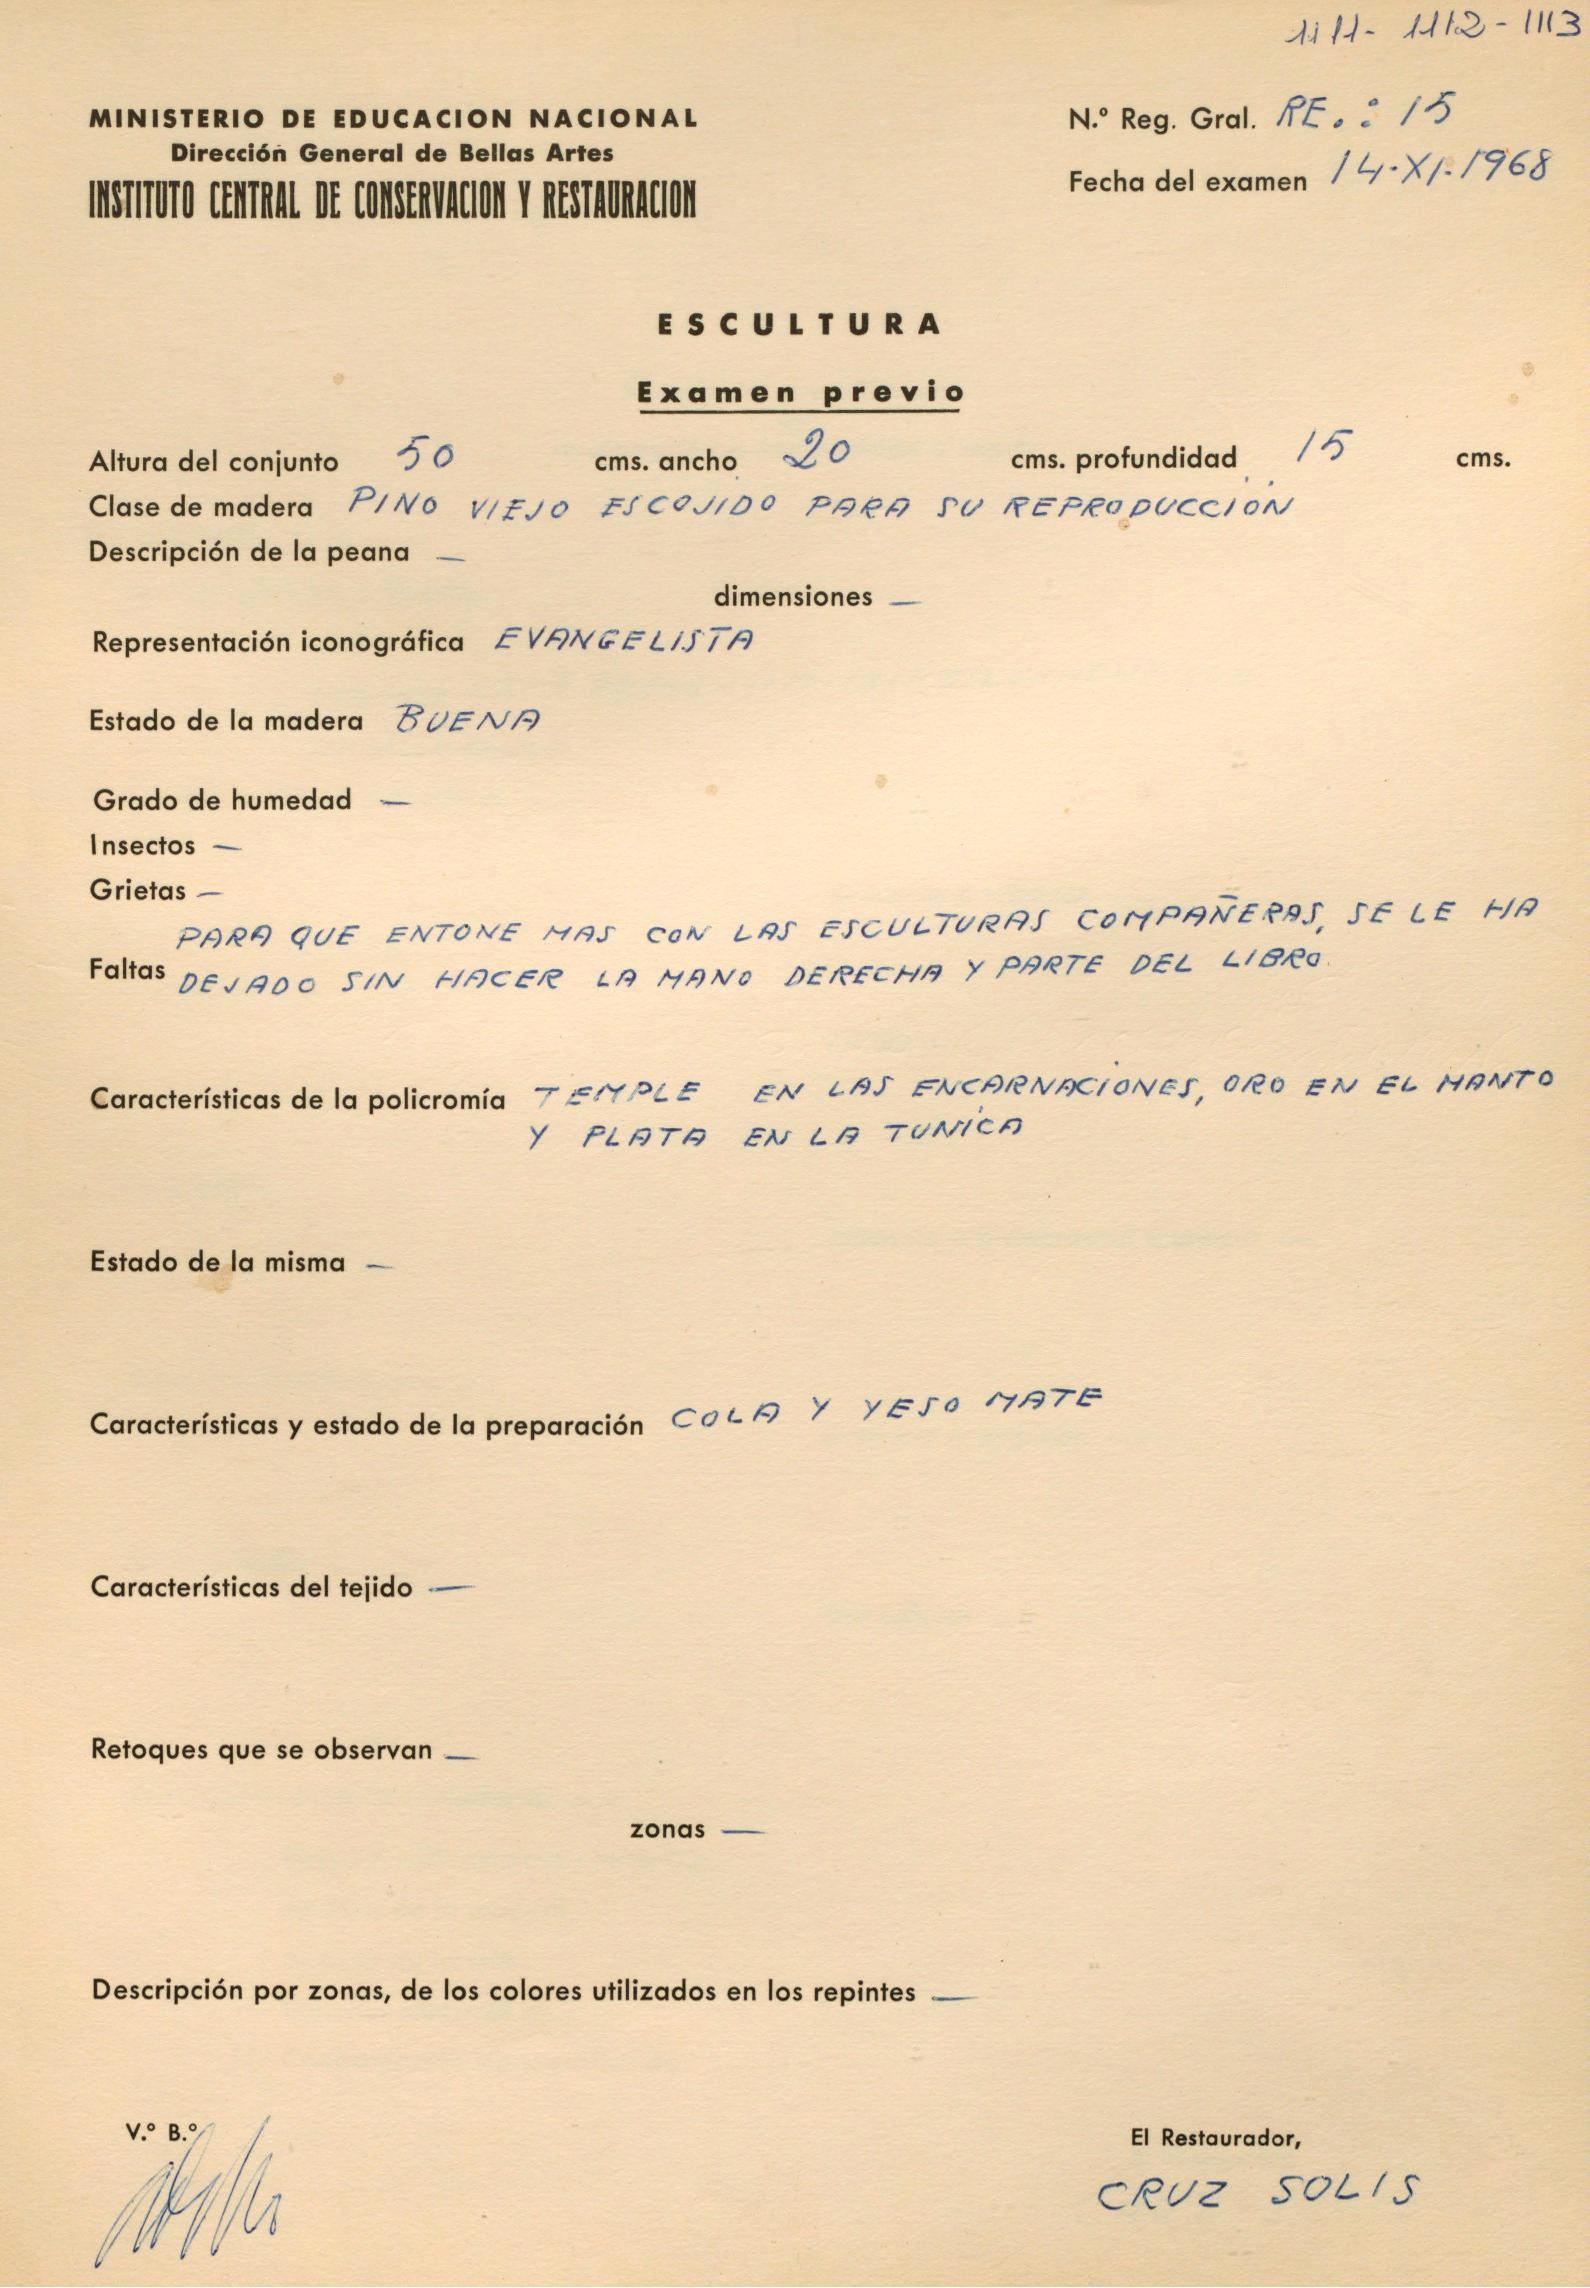 1111- 1112-1113
MINISTERIO DE EDUCACION NACIONAL
Dirección General de Bellas Artes
INSTITUTO CENTRAL DE CONSERVACION Y RESTAURACION
N.º Reg. Gral. RE.: 15
Fecha del examen 14-XI-1968
ESCULTURA
Examen previo
Altura del conjunto 50 cms. ancho 20 cms. profundidad 15 cms.
Clase de madera PINO VIEJO ESCOJIDO PARA SU REPRODUCCIÓN
Descripción de la peana —
dimensiones —
Representación iconográfica EVANGELISTA
Estado de la madera BUENA
Grado de humedad —
Insectos —
Grietas —
PARA QUE ENTONE MAS CON LAS ESCULTURAS COMPAÑERAS, SE LE HA
Faltas DEJADO SIN HACER LA MANO DERECHA Y PARTE DEL LIBRO.
Características de la policromía TEMPLE EN LAS ENCARNACIONES, ORO EN EL MANTO
Y PLATA EN LA TUNICA
Estado de la misma —
Características y estado de la preparación COLA Y YESO MATE
Características del tejido —
Retoques que se observan —
zonas —
Descripción por zonas, de los colores utilizados en los repintes —
V.º B.º
El Restaurador,
CRUZ SOLIS